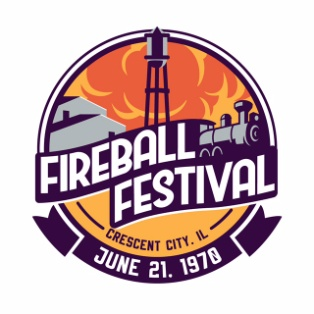 FIREBALL
FESTIVAL
CRESCENT CITY, IL
JUNE 21. 1970